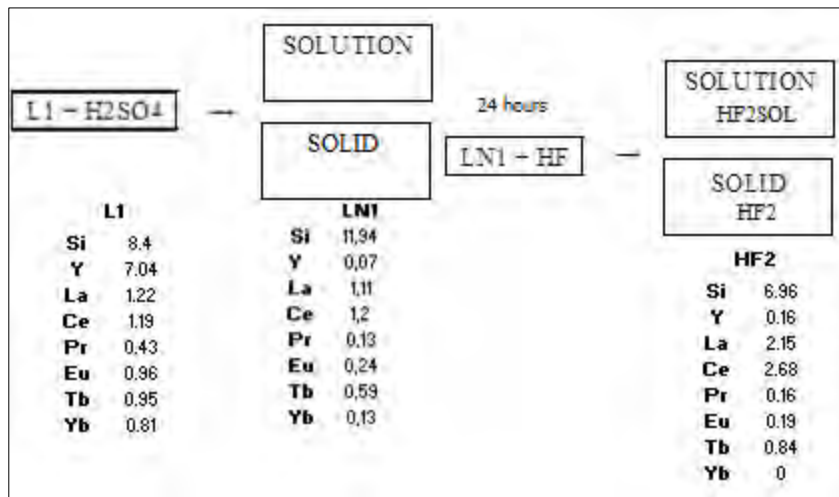 L1 – H2SO4
→
SOLUTION
SOLID
24 hours
LN1 + HF
→
SOLUTION
HF2SOL
SOLID
HF2
L1
Si 8.4
Y 7.04
La 1.22
Ce 1.19
Pr 0.43
Eu 0.96
Tb 0.95
Yb 0.81
LN1
Si 11,94
Y 0,07
La 1,11
Ce 1,2
Pr 0.13
Eu 0,24
Tb 0,59
Yb 0,13
HF2
Si 6.96
Y 0.16
La 2.15
Ce 2.68
Pr 0.16
Eu 0.19
Tb 0.84
Yb 0